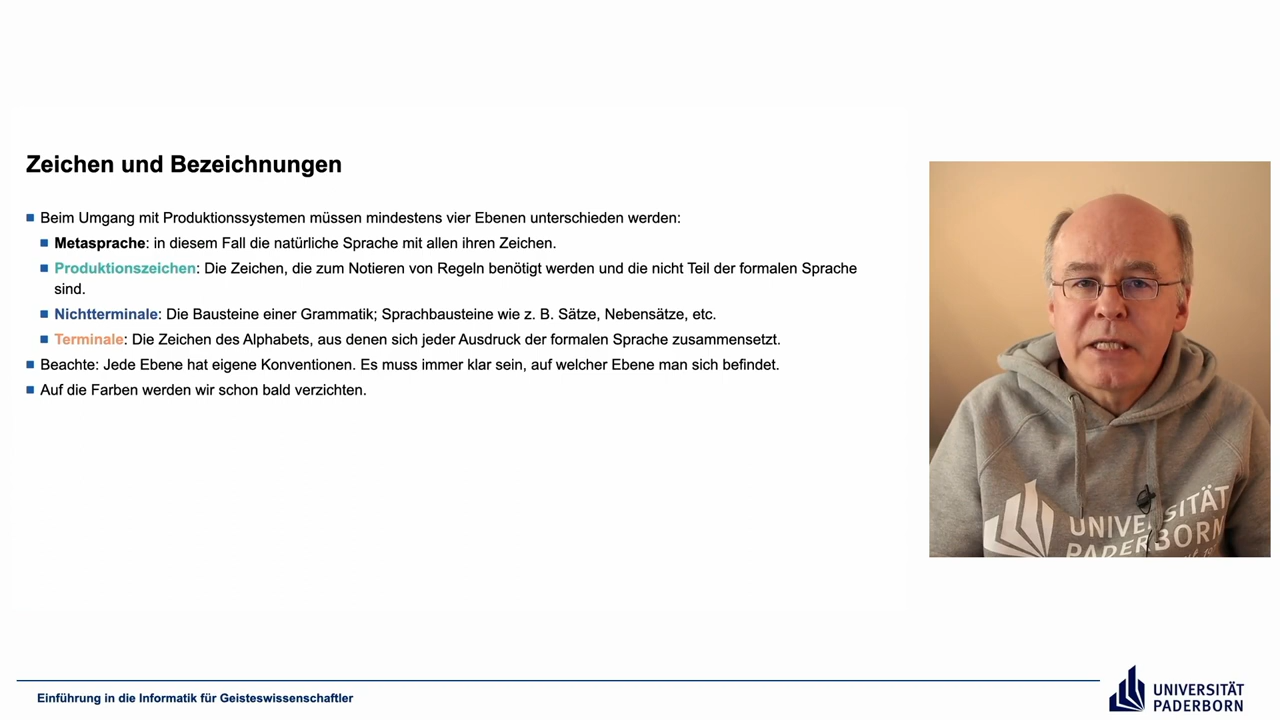 Zeichen und Bezeichnungen
Beim Umgang mit Produktionssystemen müssen mindestens vier Ebenen unterschieden werden:
Metasprache: in diesem Fall die natürliche Sprache mit allen ihren Zeichen.
Produktionszeichen: Die Zeichen, die zum Notieren von Regeln benötigt werden und die nicht Teil der formalen Sprache
sind.
Nichtterminale: Die Bausteine einer Grammatik; Sprachbausteine wie z. B. Sätze, Nebensätze, etc.
Terminale: Die Zeichen des Alphabets, aus denen sich jeder Ausdruck der formalen Sprache zusammensetzt.
Beachte: Jede Ebene hat eigene Konventionen. Es muss immer klar sein, auf welcher Ebene man sich befindet.
Auf die Farben werden wir schon bald verzichten.
UNIVERSITÄT
PADERBORN
Einführung in die Informatik für Geisteswissenschaftler
UNIVERSITÄT
PADERBORN